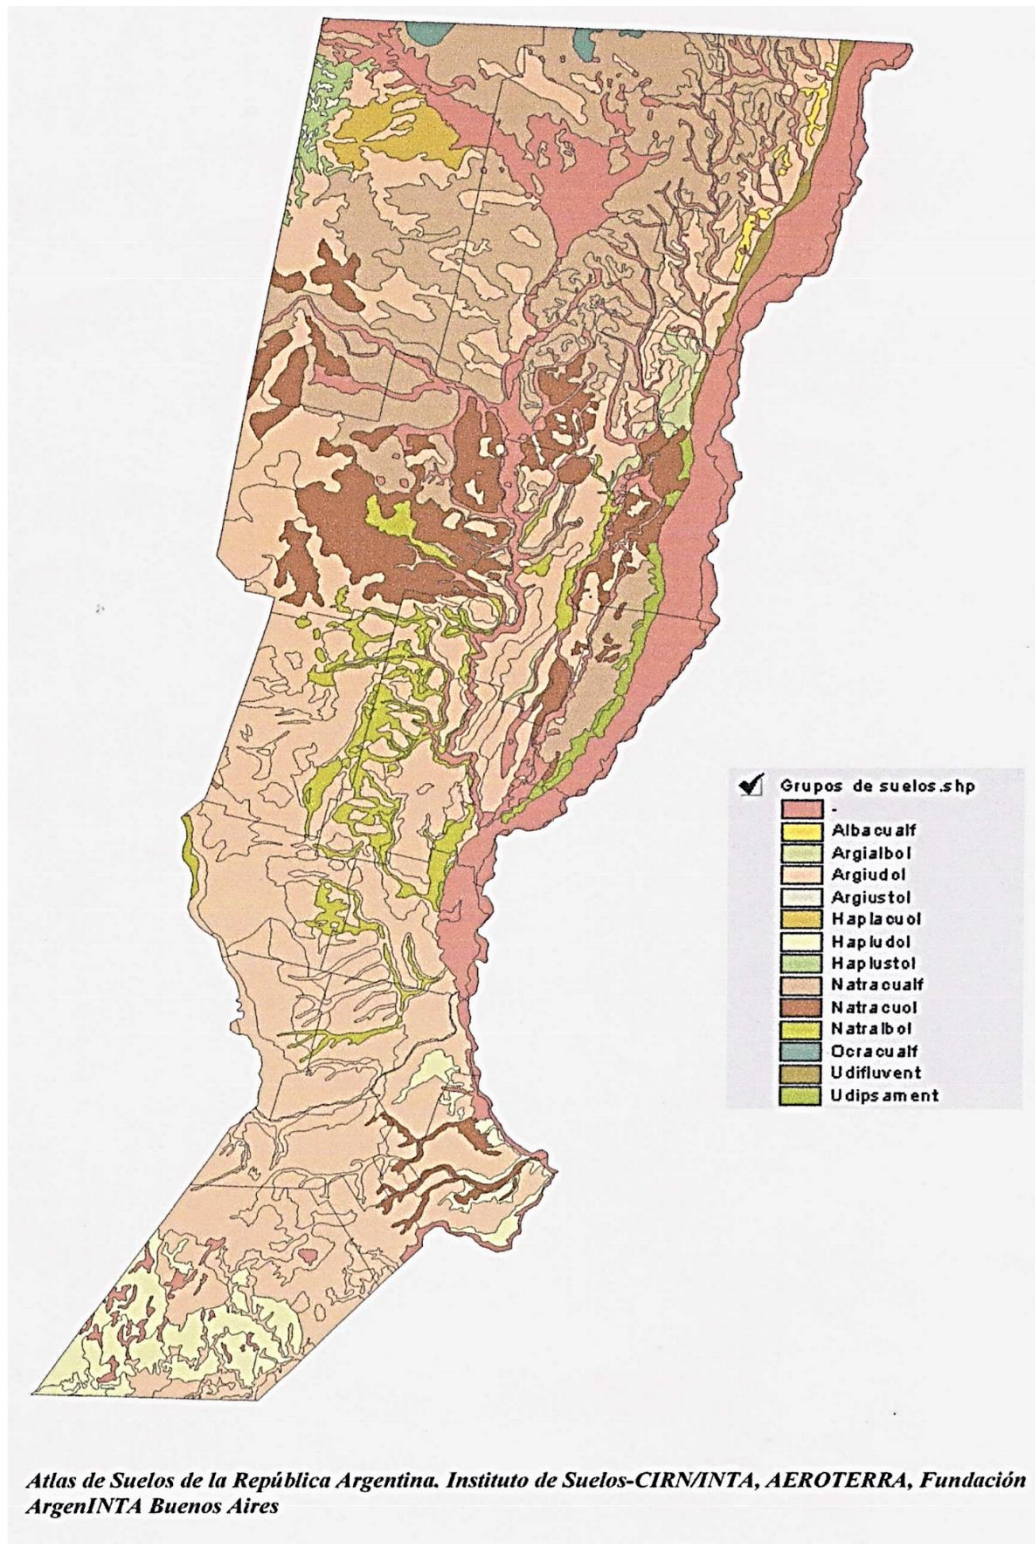 Grupos de suelos.shp
-
Albacualf
Argialbol
Argiudol
Argiustol
Haplacuol
Hapludol
Haplustol
Natracualf
Natracuol
Natralbol
Ocracualf
Udifluvent
Udipsament
Atlas de Suelos de la República Argentina. Instituto de Suelos-CIRN/INTA, AEROTERRA, Fundación
ArgenINTA Buenos Aires